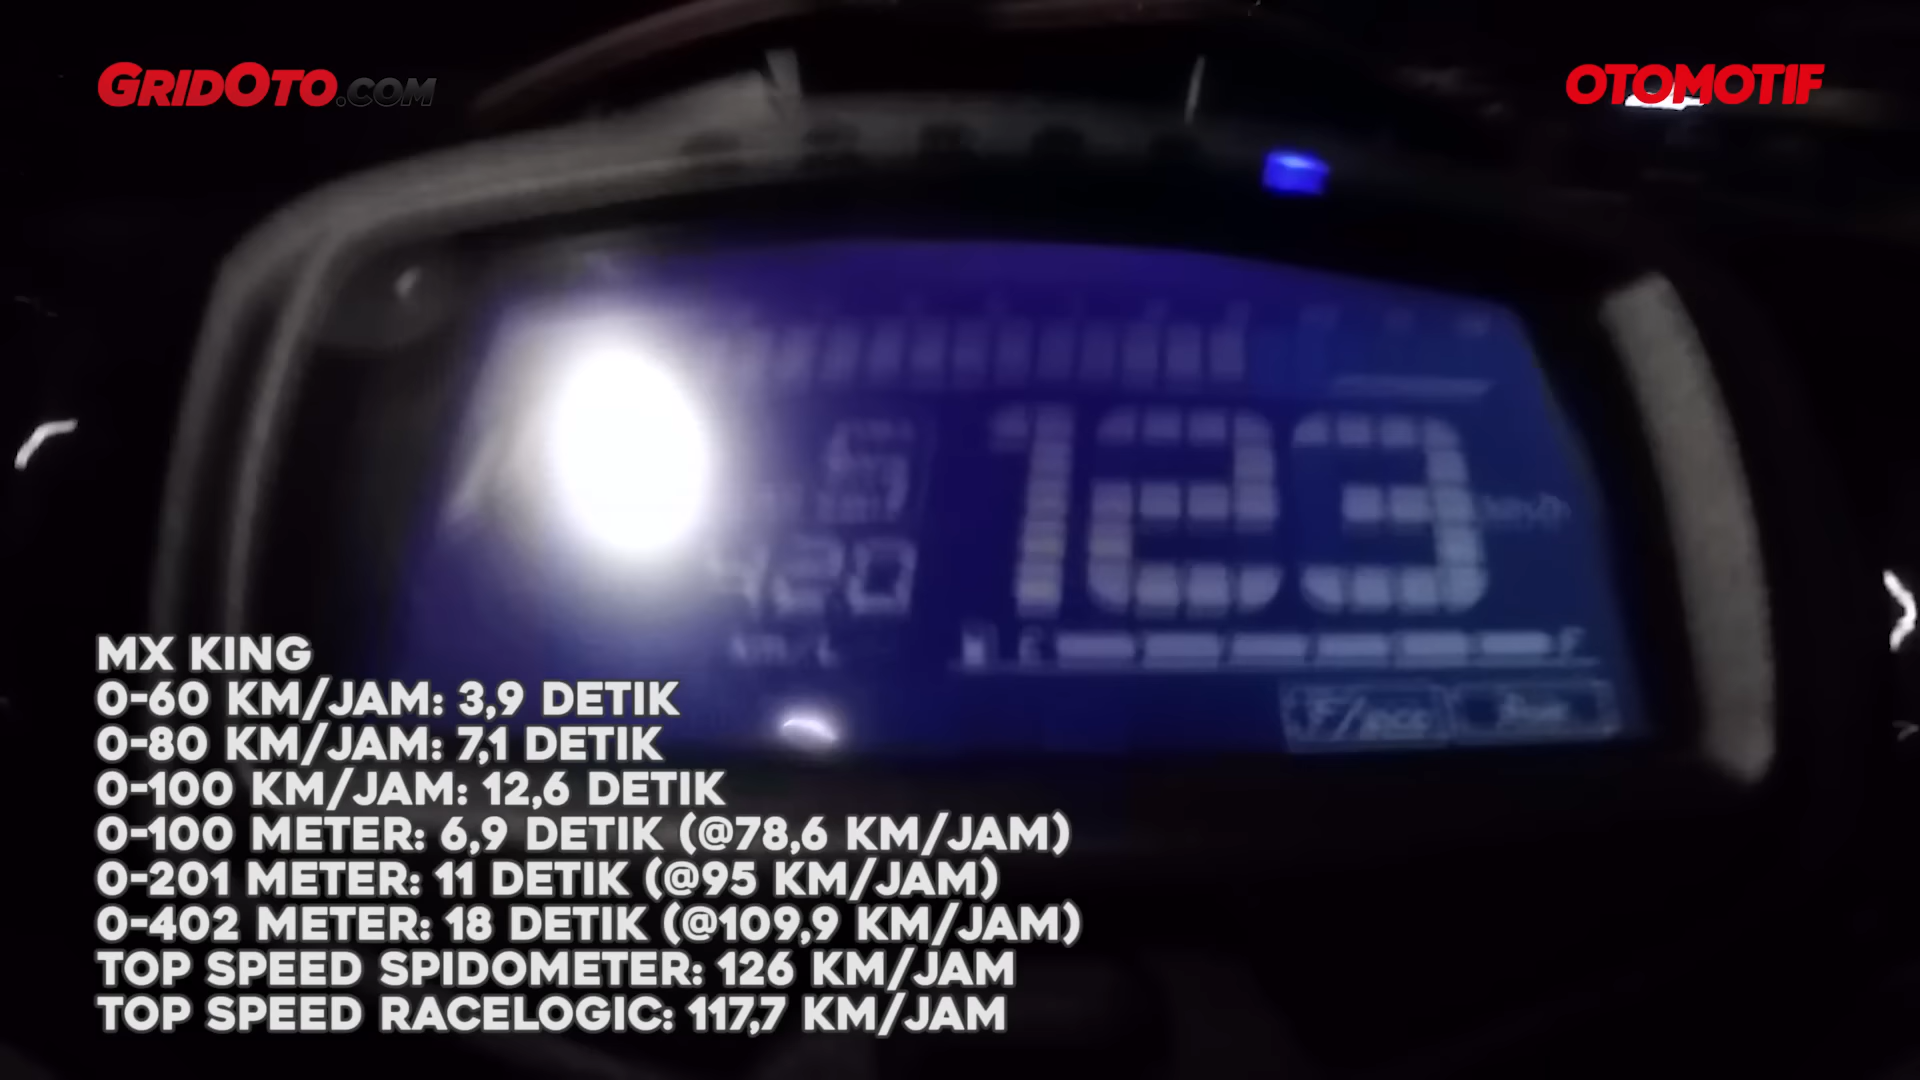 GRIDOTO.COM
OTOMOTIF
123
420
km/L
E F
MX KING
0-60 KM/JAM: 3,9 DETIK
0-80 KM/JAM: 7,1 DETIK
0-100 KM/JAM: 12,6 DETIK
0-100 METER: 6,9 DETIK (@78,6 KM/JAM)
0-201 METER: 11 DETIK (@95 KM/JAM)
0-402 METER: 18 DETIK (@109,9 KM/JAM)
TOP SPEED SPIDOMETER: 126 KM/JAM
TOP SPEED RACELOGIC: 117,7 KM/JAM